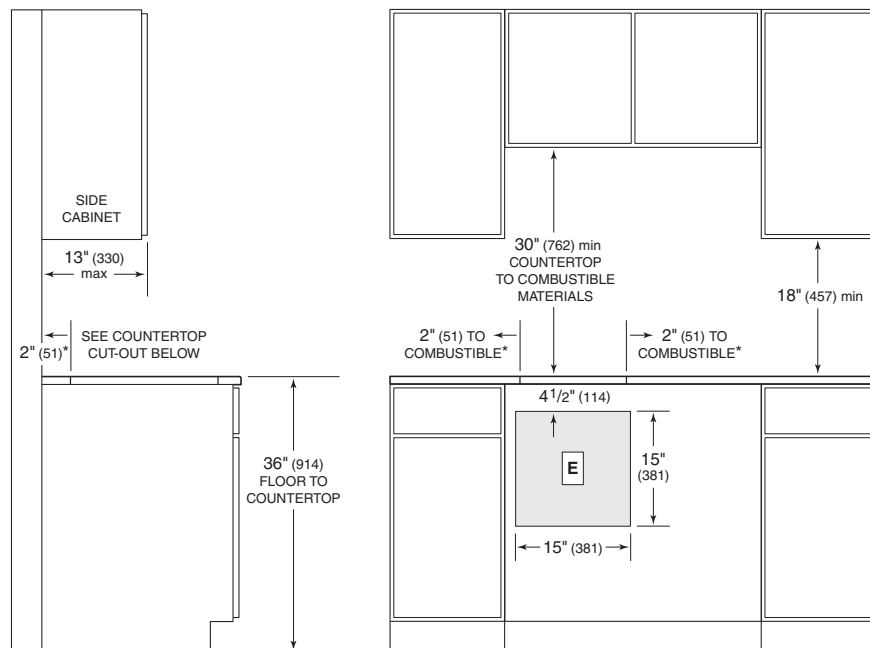 SIDE
CABINET
13" (330)
max
2" (51)*
SEE COUNTERTOP
CUT-OUT BELOW
36" (914)
FLOOR TO
COUNTERTOP
30" (762) min
COUNTERTOP
TO COMBUSTIBLE
MATERIALS
18" (457) min
2" (51) TO
COMBUSTIBLE*
2" (51) TO
COMBUSTIBLE*
4 1/2" (114)
E
15"
(381)
15" (381)